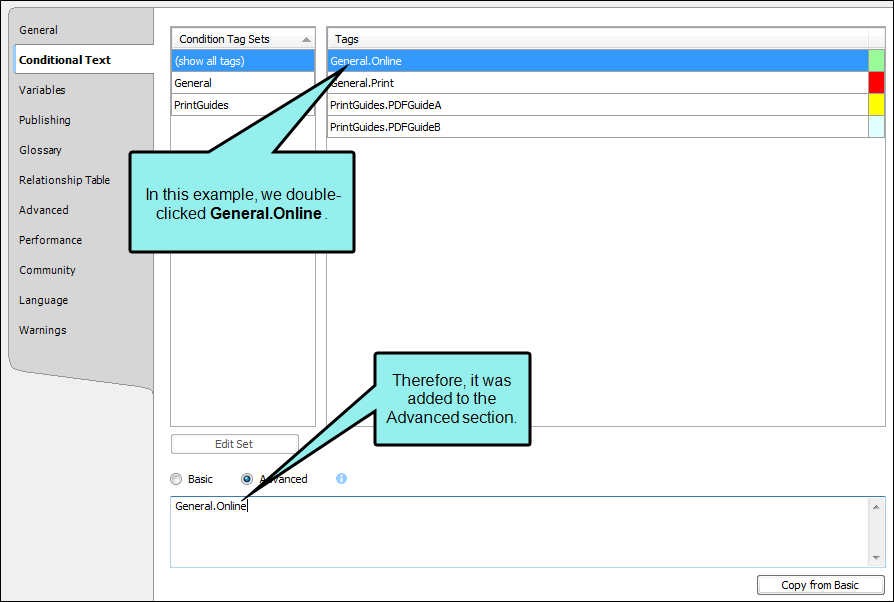 General
Conditional Text
Variables
Publishing
Glossary
Relationship Table
Advanced
Performance
Community
Language
Warnings
Condition Tag Sets
(show all tags)
General
PrintGuides
Tags
General.Online
General.Print
PrintGuides.PDFGuideA
PrintGuides.PDFGuideB
In this example, we double-
clicked General.Online .
Therefore, it was
added to the
Advanced section.
Edit Set
Basic
Advanced
General.Online
Copy from Basic